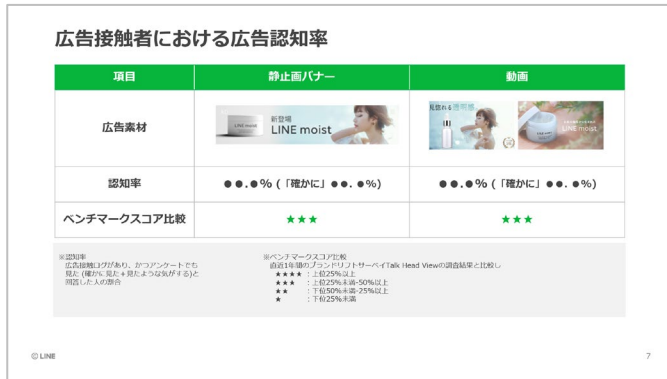 広告接触者における広告認知率
項目 静止画バナー 動画
広告素材
LINE moist
新登場
LINE moist
見惚れる透明感
LINE moist
認知率 ●●.●% (「確かに」●●. ●%) ●●.●% (「確かに」●●. ●%)
ベンチマークスコア比較 ★★★ ★★★
※認知率
広告接触ログがあり、かつアンケートでも
見た (確かに見た+見たような気がする)と
回答した人の割合
※ベンチマークスコア比較
直近1年間のブランドリフトサーベイTalk Head Viewの調査結果と比較し
★★★★ : 上位25%以上
★★★ : 上位25%未満-50%以上
★★ : 下位50%未満-25%以上
★ : 下位25%未満
© LINE
7